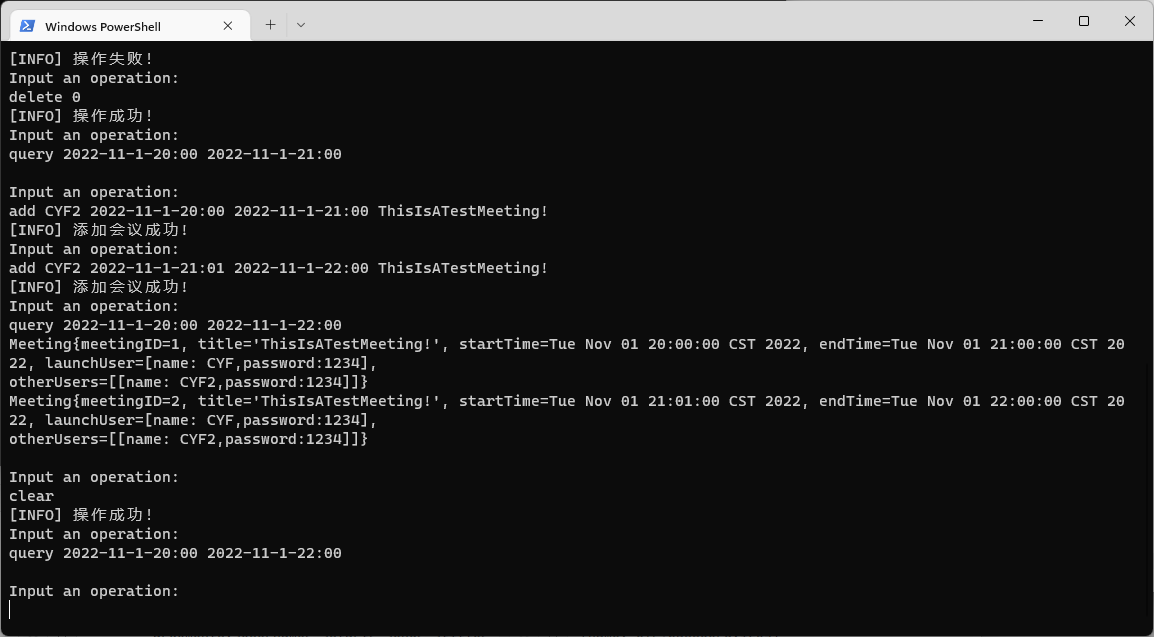 Windows PowerShell
[INFO] 操作失败!
Input an operation:
delete 0
[INFO] 操作成功!
Input an operation:
query 2022-11-1-20:00 2022-11-1-21:00
Input an operation:
add CYF2 2022-11-1-20:00 2022-11-1-21:00 ThisIsATestMeeting!
[INFO] 添加会议成功!
Input an operation:
add CYF2 2022-11-1-21:01 2022-11-1-22:00 ThisIsATestMeeting!
[INFO] 添加会议成功!
Input an operation:
query 2022-11-1-20:00 2022-11-1-22:00
Meeting{meetingID=1, title='ThisIsATestMeeting!', startTime=Tue Nov 01 20:00:00 CST 2022, endTime=Tue Nov 01 21:00:00 CST 20
22, launchUser=[name: CYF,password:1234],
otherUsers=[[name: CYF2,password:1234]]}
Meeting{meetingID=2, title='ThisIsATestMeeting!', startTime=Tue Nov 01 21:01:00 CST 2022, endTime=Tue Nov 01 22:00:00 CST 20
22, launchUser=[name: CYF,password:1234],
otherUsers=[[name: CYF2,password:1234]]}
Input an operation:
clear
[INFO] 操作成功!
Input an operation:
query 2022-11-1-20:00 2022-11-1-22:00
Input an operation: